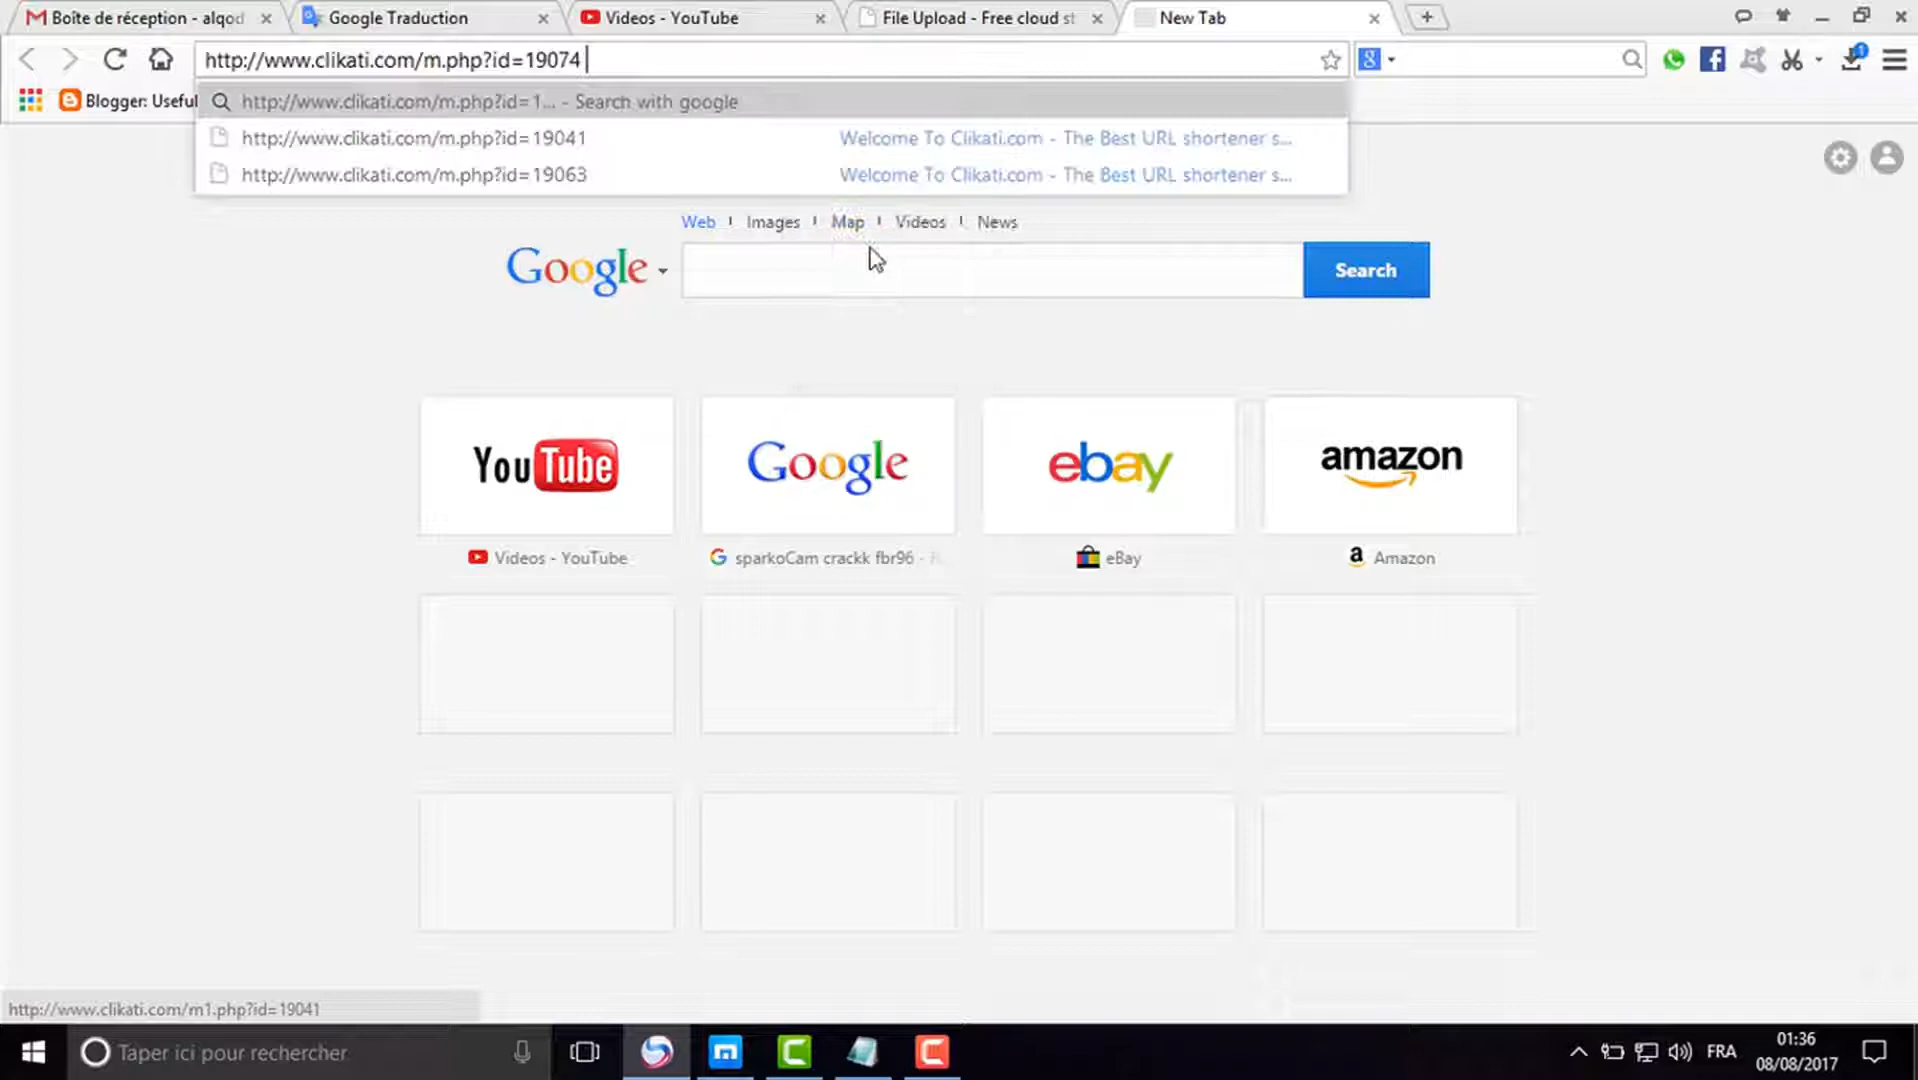 Boîte de réception - alqod
Google Traduction
Videos - YouTube
File Upload - Free cloud st
New Tab
http://www.clikati.com/m.php?id=19074
Blogger: Useful
http://www.clikati.com/m.php?id=1... - Search with google
http://www.clikati.com/m.php?id=19041 Welcome To Clikati.com - The Best URL shortener s...
http://www.clikati.com/m.php?id=19063 Welcome To Clikati.com - The Best URL shortener s...
Web Images Map Videos News
Google
Search
YouTube
Google
ebay
amazon
Videos - YouTube
sparkoCam crackk fbr96 -
eBay
Amazon
http://www.clikati.com/m1.php?id=19041
Taper ici pour rechercher
FRA
01:36
08/08/2017